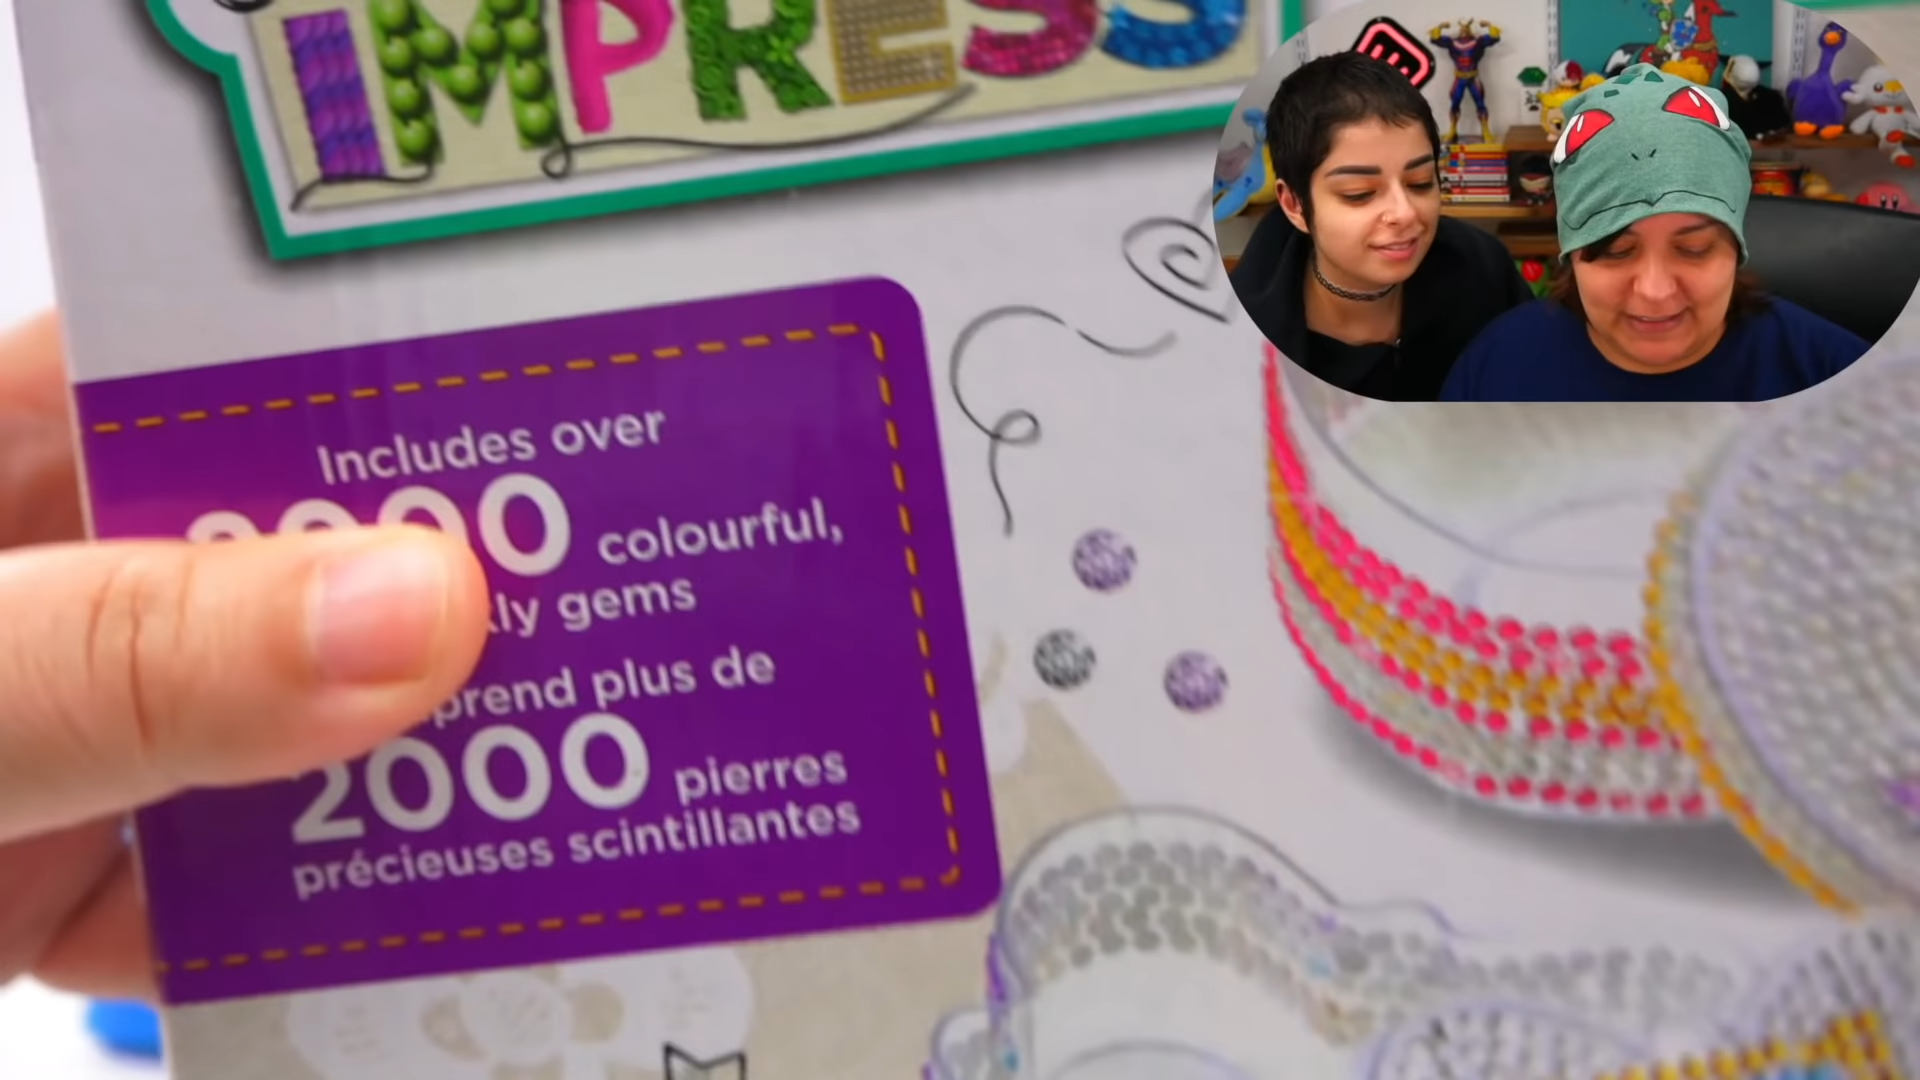 IMPRESS
Includes over
colourful,
gems
plus de
2000 pierres
précieuses scintillantes